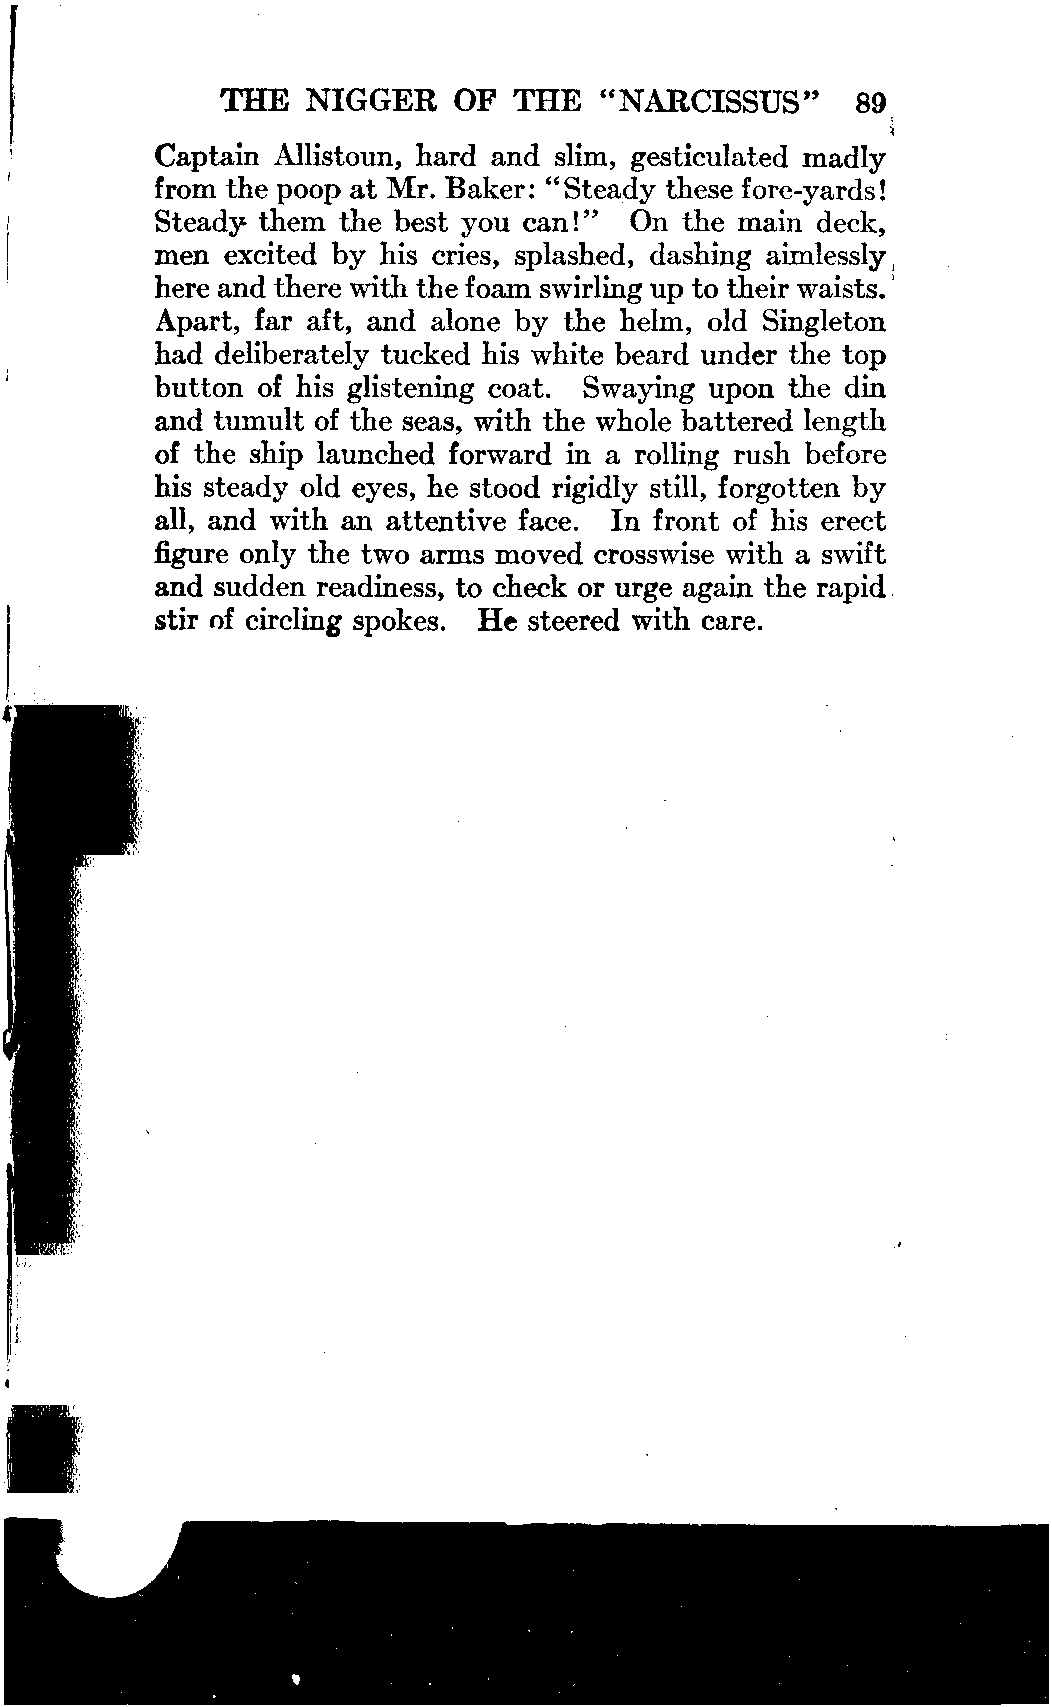 THE NIGGER OF THE "NARCISSUS" 89
Captain Allistoun, hard and slim, gesticulated madly
from the poop at Mr. Baker: "Steady these fore-yards!
Steady them the best you can!" On the main deck,
men excited by his cries, splashed, dashing aimlessly
here and there with the foam swirling up to their waists.
Apart, far aft, and alone by the helm, old Singleton
had deliberately tucked his white beard under the top
button of his glistening coat. Swaying upon the din
and tumult of the seas, with the whole battered length
of the ship launched forward in a rolling rush before
his steady old eyes, he stood rigidly still, forgotten by
all, and with an attentive face. In front of his erect
figure only the two arms moved crosswise with a swift
and sudden readiness, to check or urge again the rapid
stir of circling spokes. He steered with care.